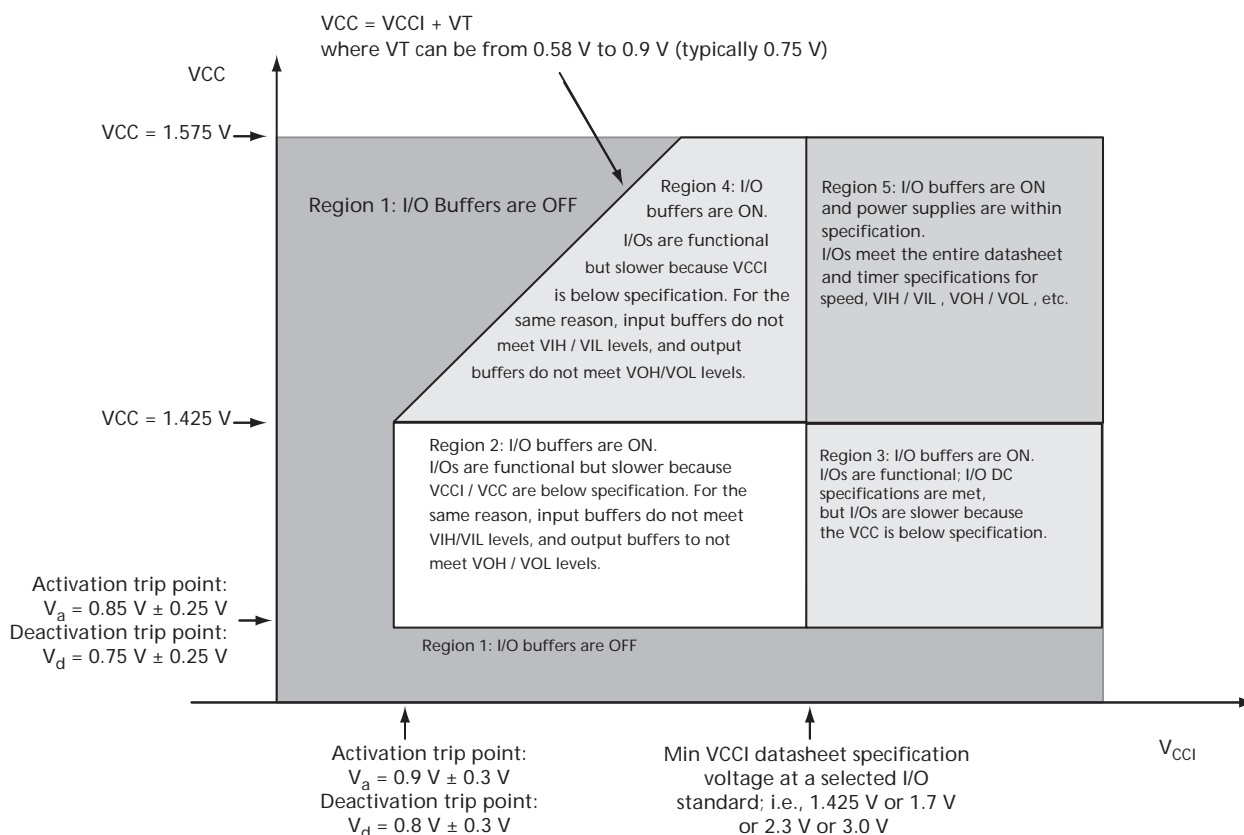 VCC = VCCI + VT
where VT can be from 0.58 V to 0.9 V (typically 0.75 V)
VCC
VCC = 1.575 V
Region 1: I/O Buffers are OFF
Region 4: I/O
buffers are ON.
I/Os are functional
but slower because VCCI
is below specification. For the
same reason, input buffers do not
meet VIH / VIL levels, and output
buffers do not meet VOH/VOL levels.
Region 5: I/O buffers are ON
and power supplies are within
specification.
I/Os meet the entire datasheet
and timer specifications for
speed, VIH / VIL , VOH / VOL , etc.
VCC = 1.425 V
Region 2: I/O buffers are ON.
I/Os are functional but slower because
VCCI / VCC are below specification. For the
same reason, input buffers do not meet
VIH/VIL levels, and output buffers to not
meet VOH / VOL levels.
Region 3: I/O buffers are ON.
I/Os are functional; I/O DC
specifications are met,
but I/Os are slower because
the VCC is below specification.
Activation trip point:
Va = 0.85 V ± 0.25 V
Deactivation trip point:
Vd = 0.75 V ± 0.25 V
Region 1: I/O buffers are OFF
Activation trip point:
Va = 0.9 V ± 0.3 V
Deactivation trip point:
Vd = 0.8 V ± 0.3 V
Min VCCI datasheet specification
voltage at a selected I/O
standard; i.e., 1.425 V or 1.7 V
or 2.3 V or 3.0 V
VCCI